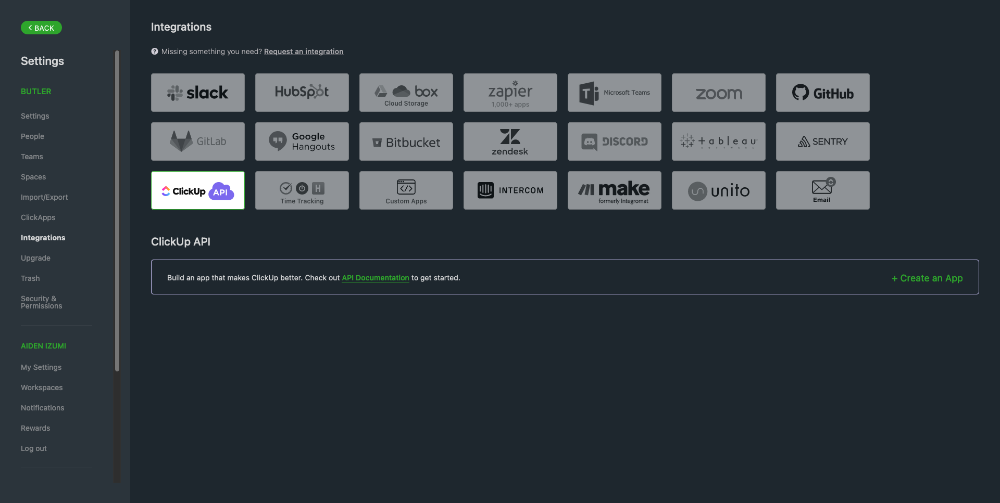 BACK
Settings
BUTLER
Settings
People
Teams
Spaces
Import/Export
ClickApps
Integrations
Upgrade
Trash
Security &
Permissions
AIDEN IZUMI
My Settings
Workspaces
Notifications
Rewards
Log out
Integrations
? Missing something you need? Request an integration
slack
HubSpot
box
Cloud Storage
zapier
1,000+ apps
T Microsoft Teams
zoom
GitHub
GitLab
Google
Hangouts
Bitbucket
zendesk
DISCORD
+ableau
SOFTWARE
SENTRY
ClickUp API
H
Time Tracking
</>
Custom Apps
INTERCOM
make
formerly Integromat
unito
Email
ClickUp API
Build an app that makes ClickUp better. Check out API Documentation to get started.
+ Create an App